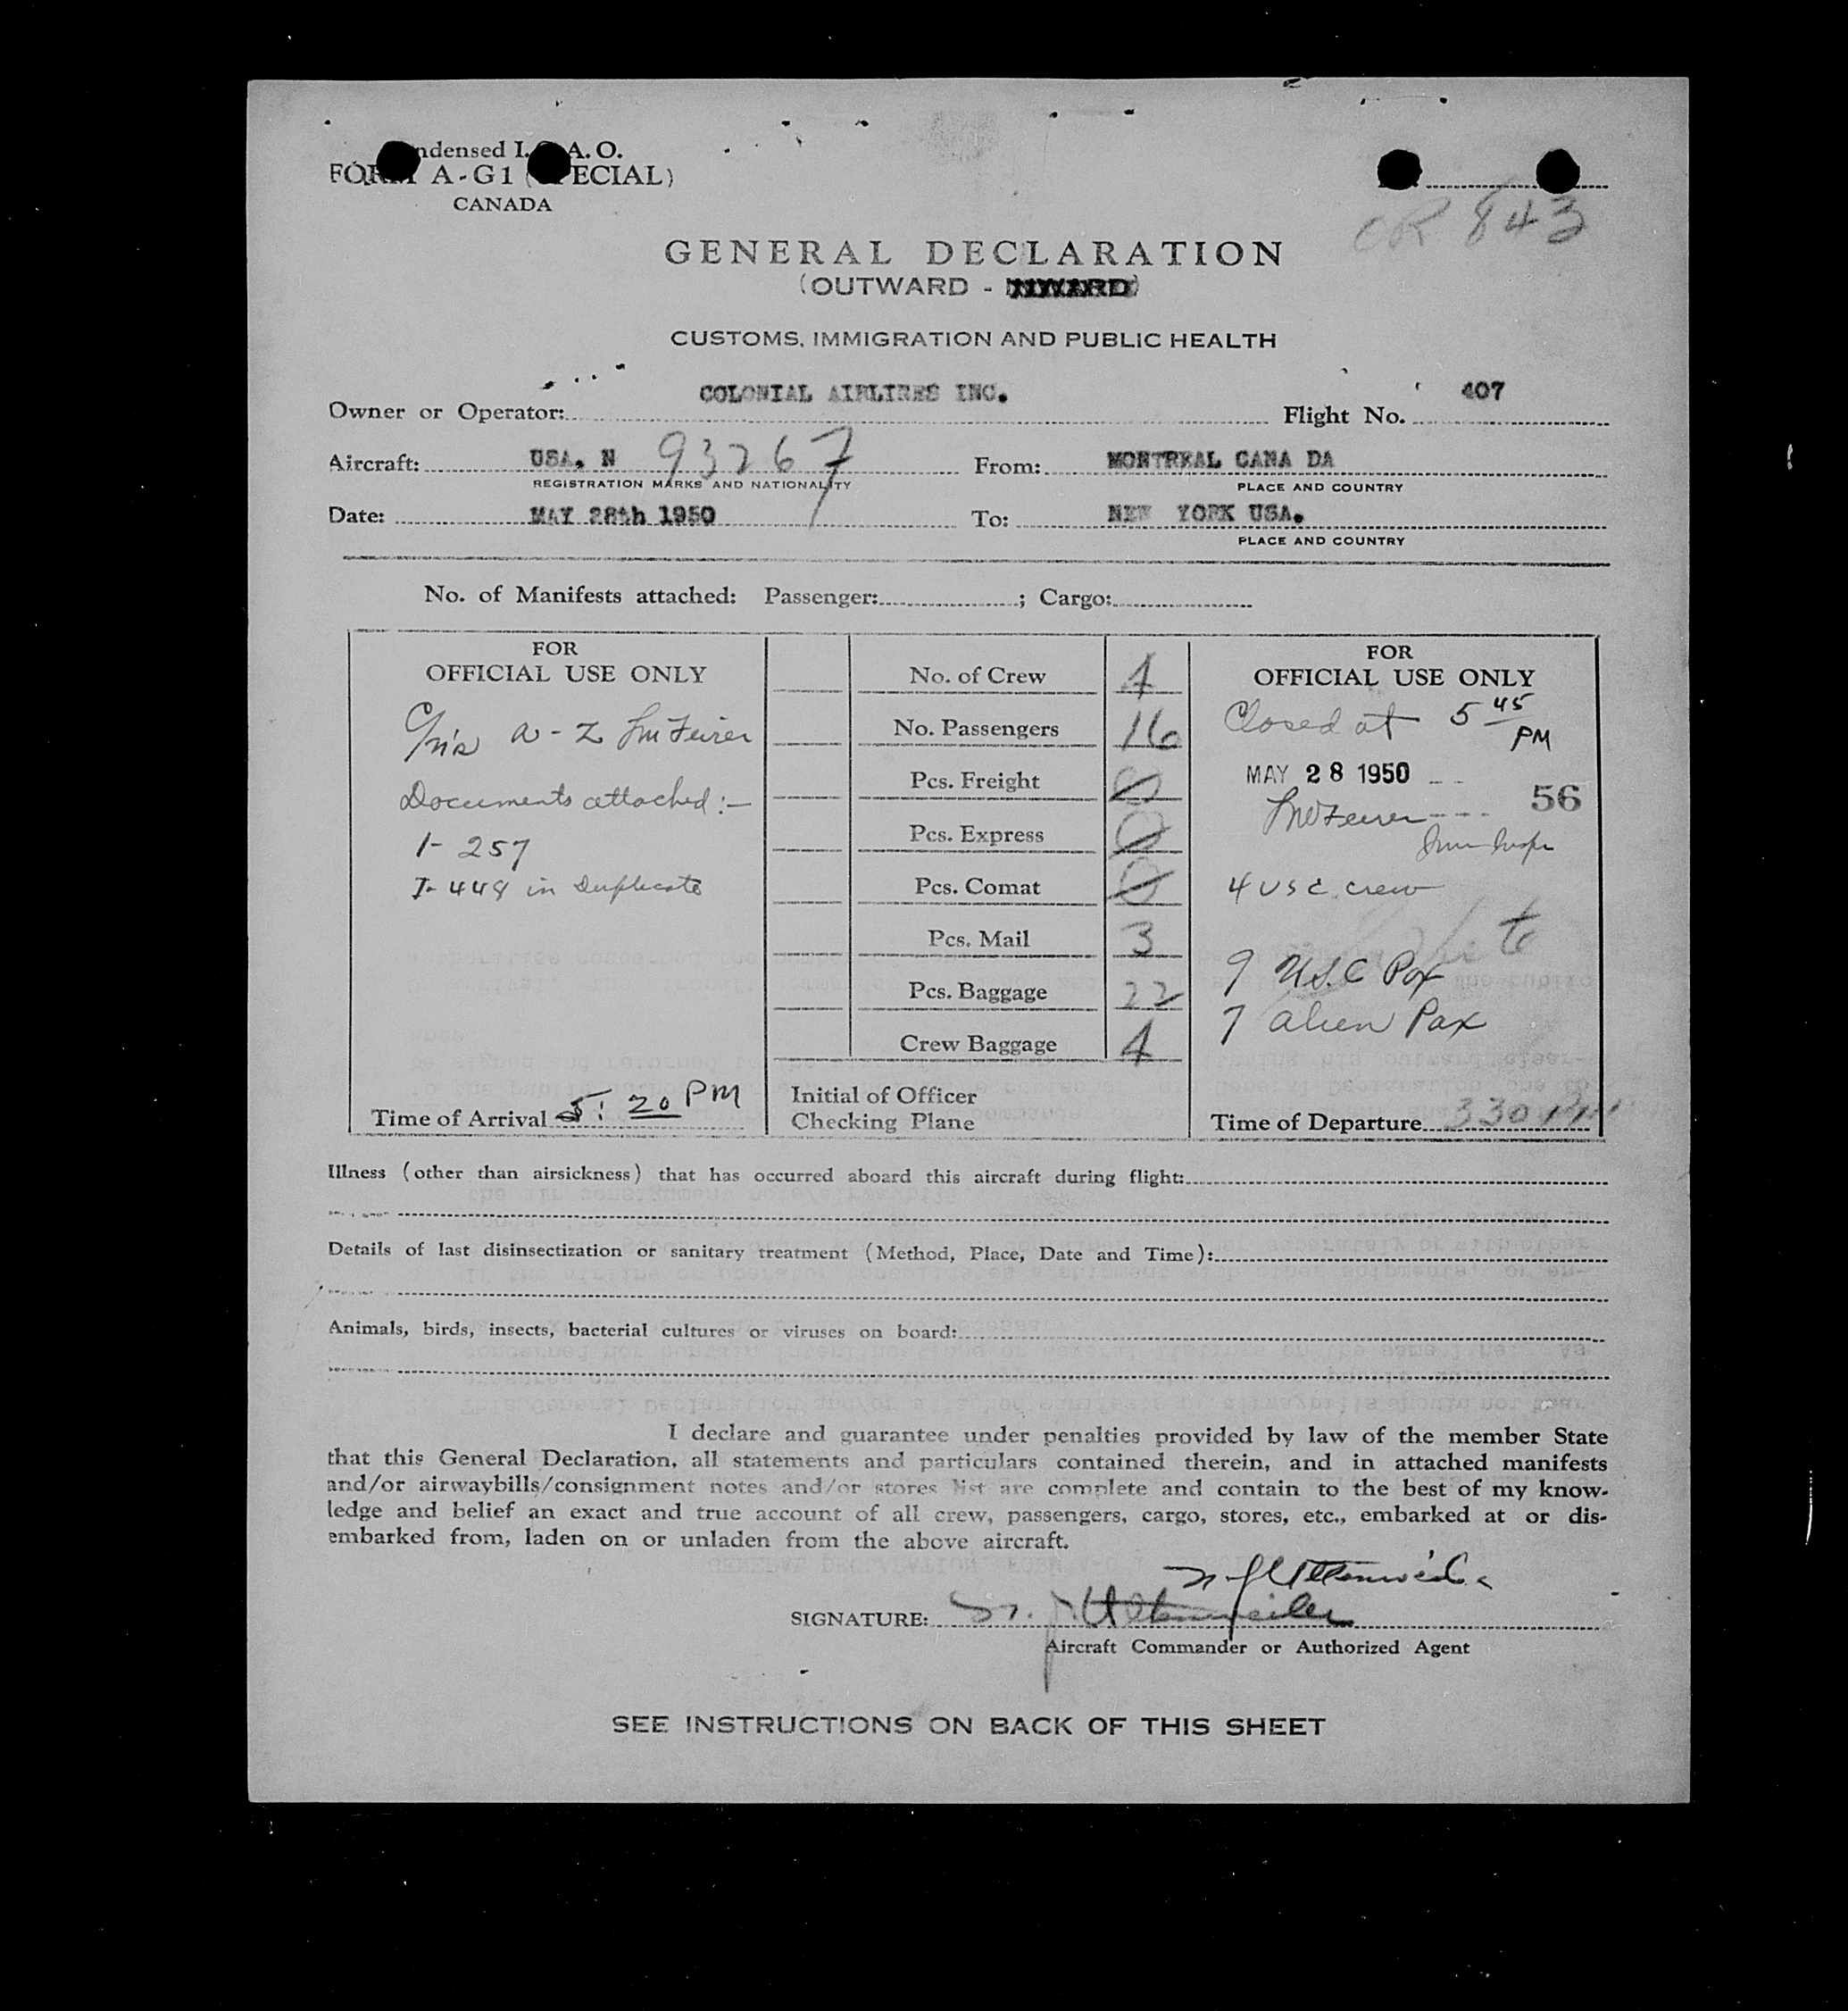 ndensed I. A. O.
FORM A-G1 (SPECIAL)
CANADA
OR 843
GENERAL DECLARATION
(OUTWARD - INWARD)
CUSTOMS, IMMIGRATION AND PUBLIC HEALTH
Owner or Operator: COLONIAL AIRLINES INC. Flight No. 407
Aircraft: USA. N 93267 From: MONTREAL CANA DA
REGISTRATION MARKS AND NATIONALITY PLACE AND COUNTRY
Date: MAY 28th 1950 To: NEW YORK USA.
PLACE AND COUNTRY
No. of Manifests attached: Passenger: ; Cargo:
FOR
OFFICIAL USE ONLY
a - z
Documents attached :-
1- 257
I- 448 in Duplicate
Time of Arrival 5: 20 PM
No. of Crew 4
No. Passengers 16
Pcs. Freight 0
Pcs. Express 0
Pcs. Comat 0
Pcs. Mail 3
Pcs. Baggage 22
Crew Baggage 4
Initial of Officer
Checking Plane
FOR
OFFICIAL USE ONLY
Closed at 5 45 PM
MAY 28 1950
56
4 USC. crew
9 U.S.C Pax
7 alien Pax
Time of Departure 330
Illness (other than airsickness) that has occurred aboard this aircraft during flight:
Details of last disinsectization or sanitary treatment (Method, Place, Date and Time):
Animals, birds, insects, bacterial cultures or viruses on board:
I declare and guarantee under penalties provided by law of the member State
that this General Declaration, all statements and particulars contained therein, and in attached manifests
and/or airwaybills/consignment notes and/or stores list are complete and contain to the best of my know-
ledge and belief an exact and true account of all crew, passengers, cargo, stores, etc., embarked at or dis-
embarked from, laden on or unladen from the above aircraft.
SIGNATURE:
Aircraft Commander or Authorized Agent
SEE INSTRUCTIONS ON BACK OF THIS SHEET